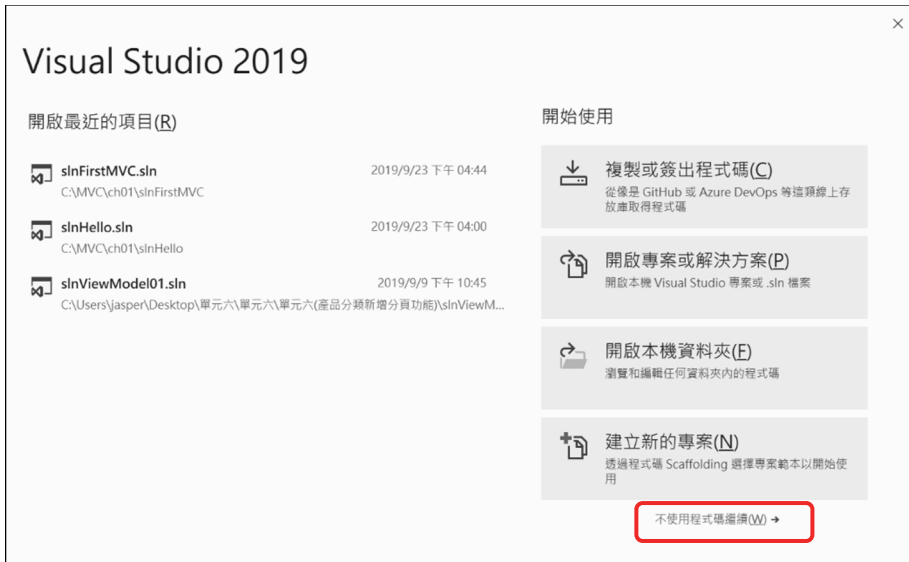 Visual Studio 2019
開啟最近的項目(R)
slnFirstMVC.sln 2019/9/23 下午 04:44
C:\MVC\ch01\slnFirstMVC
slnHello.sln 2019/9/23 下午 04:00
C:\MVC\ch01\slnHello
slnViewModel01.sln 2019/9/9 下午 10:45
C:\Users\jasper\Desktop\單元六\單元六\單元六(產品分類新增分頁功能)\slnViewM...
開始使用
複製或簽出程式碼(C)
從像是 GitHub 或 Azure DevOps 等這類線上存
放庫取得程式碼
開啟專案或解決方案(P)
開啟本機 Visual Studio 專案或 .sln 檔案
開啟本機資料夾(F)
瀏覽和編輯任何資料夾內的程式碼
建立新的專案(N)
透過程式碼 Scaffolding 選擇專案範本以開始使
用
不使用程式碼繼續(W) →